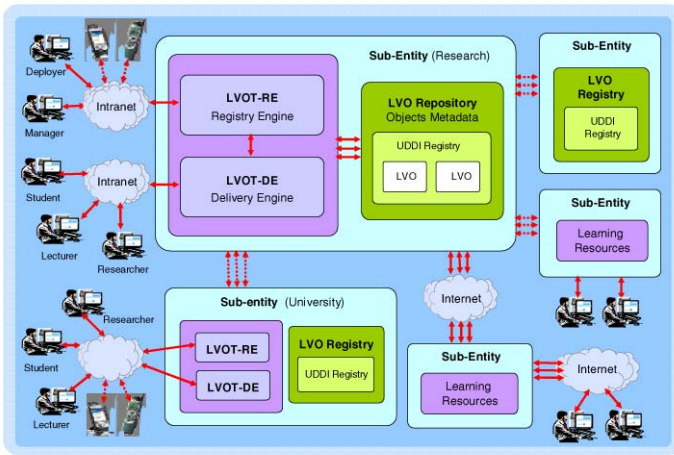 Sub-Entity (Research)
Deployer
Manager
Intranet
LVOT-RE
Registry Engine
LVOT-DE
Delivery Engine
LVO Repository
Objects Metadata
UDDI Registry
LVO LVO
Sub-Entity
LVO
Registry
UDDI
Registry
Student
Intranet
Lecturer
Researcher
Sub-Entity
Learning
Resources
Internet
Sub-entity (University)
Researcher
Student
Lecturer
LVOT-RE
LVOT-DE
LVO Registry
UDDI Registry
Sub-Entity
Learning
Resources
Internet